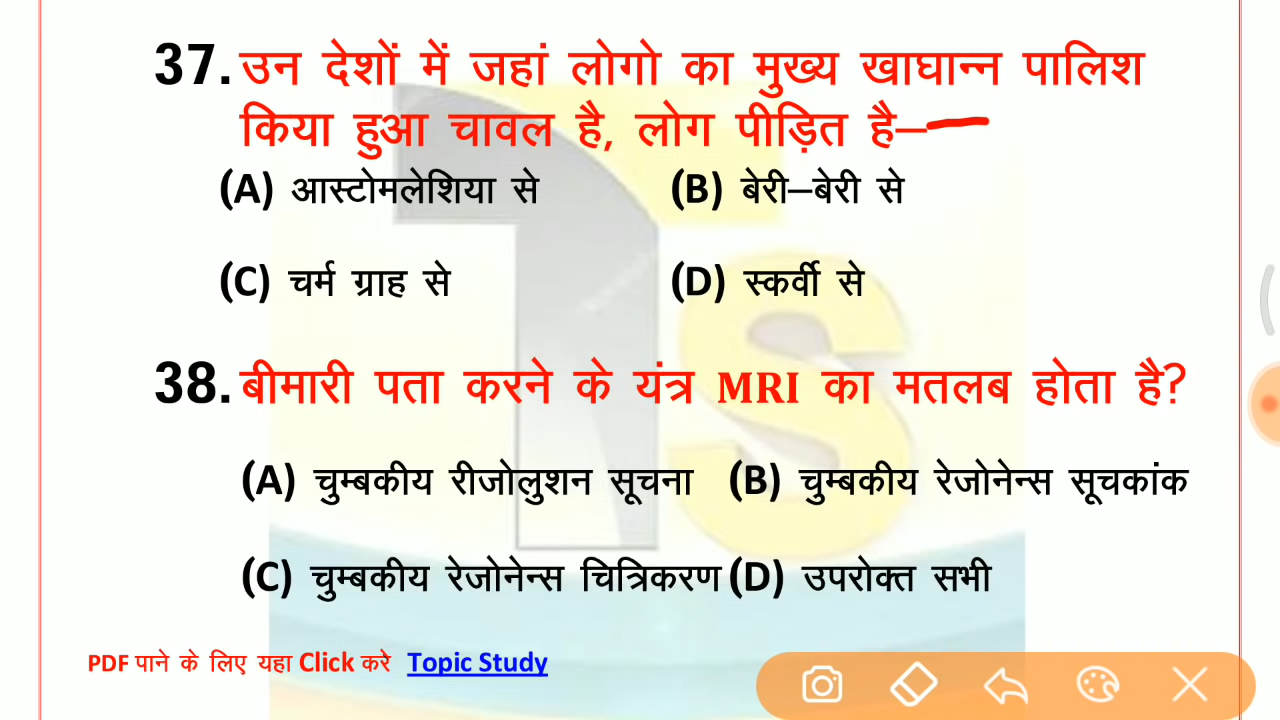 37. उन देशों में जहां लोगो का मुख्य खाघान्न पालिश
किया हुआ चावल है, लोग पीड़ित है–
(A) आस्टोमलेशिया से (B) बेरी–बेरी से
(C) चर्म ग्राह से (D) स्कर्वी से
38. बीमारी पता करने के यंत्र MRI का मतलब होता है?
(A) चुम्बकीय रीजोलुशन सूचना (B) चुम्बकीय रेजोनेन्स सूचकांक
(C) चुम्बकीय रेजोनेन्स चित्रिकरण (D) उपरोक्त सभी
PDF पाने के लिए यहा Click करे Topic Study